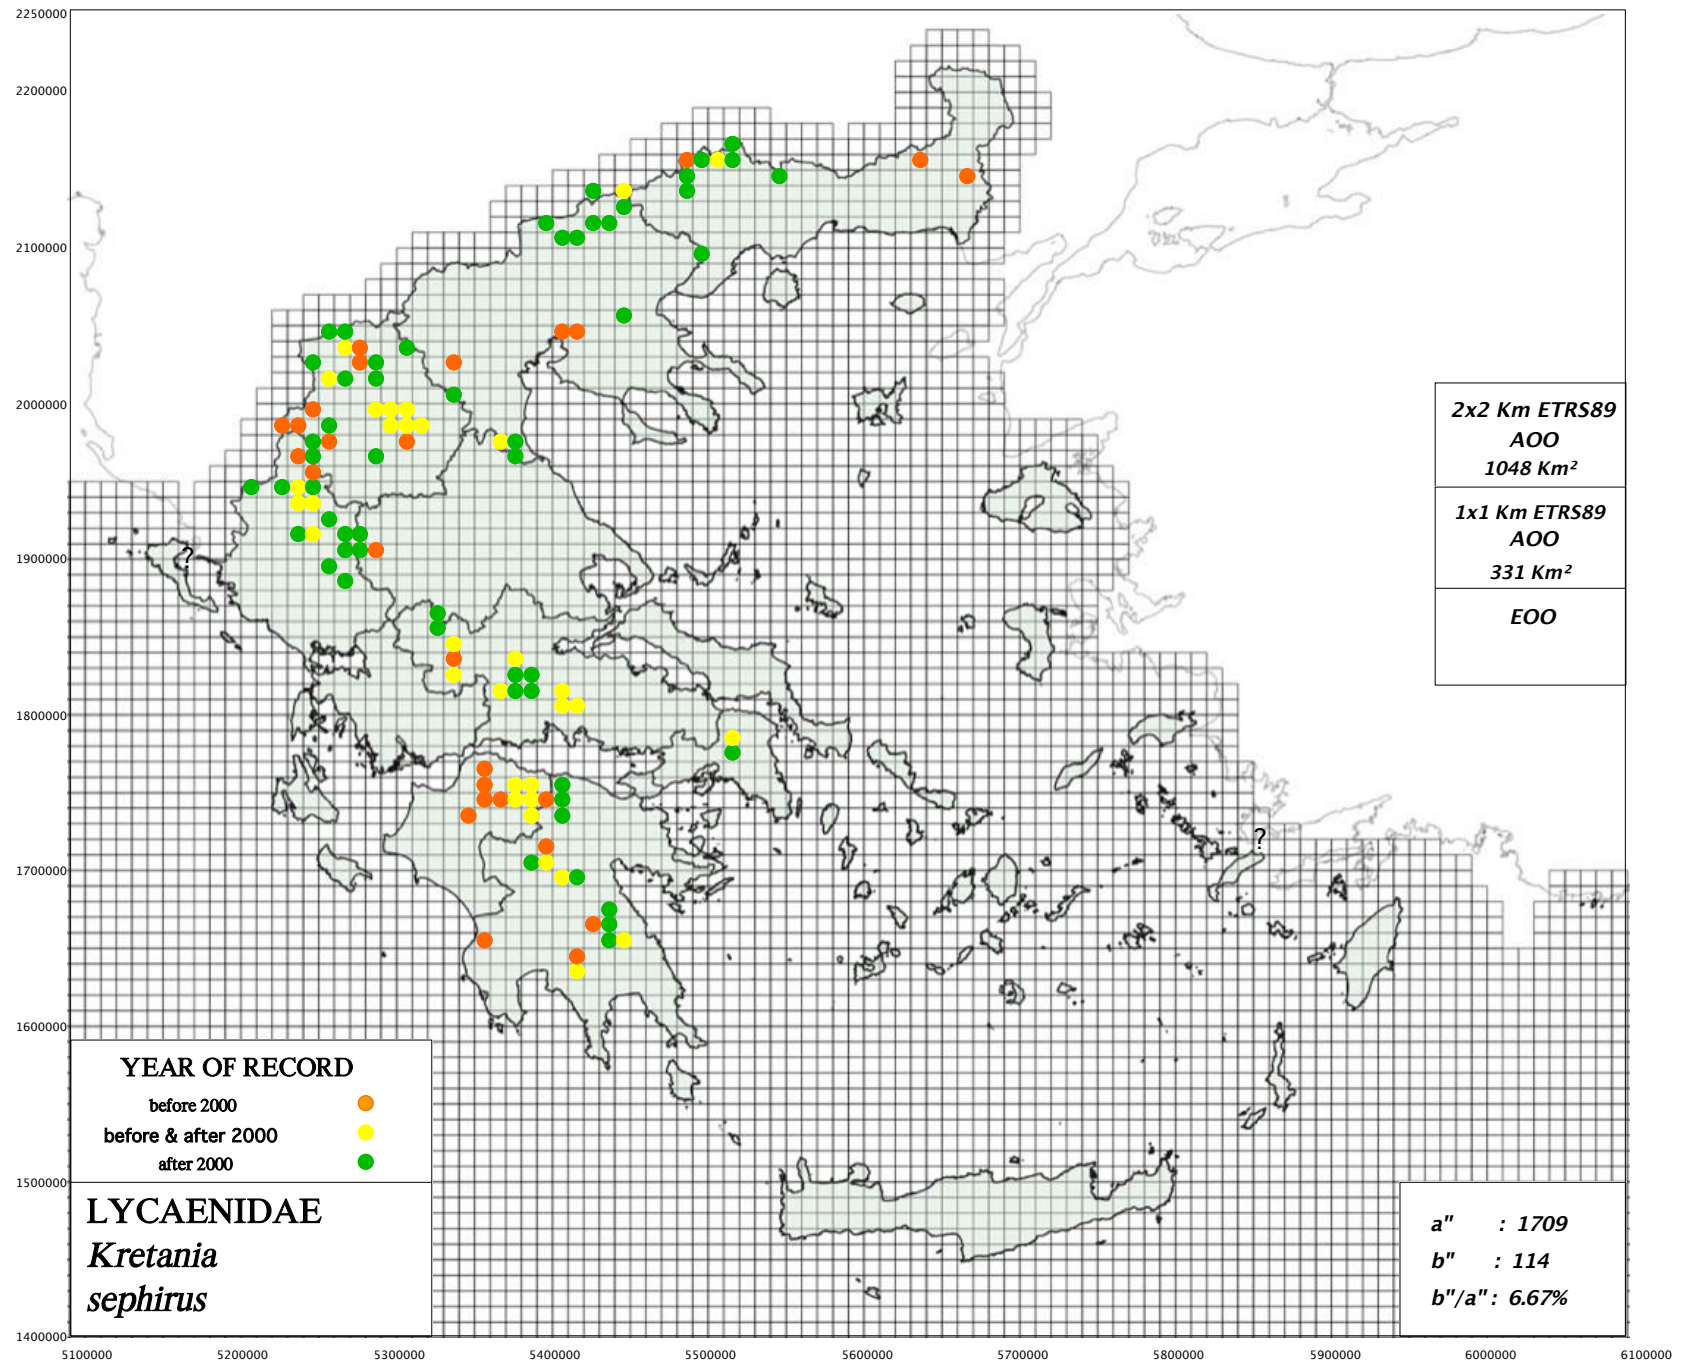 2250000
2200000
2100000
2000000
1900000
1800000
1700000
1600000
1500000
1400000
5100000 5200000 5300000 5400000 5500000 5600000 5700000 5800000 5900000 6000000 6100000
?
?
2x2 Km ETRS89
AOO
1048 Km²
1x1 Km ETRS89
AOO
331 Km²
EOO
YEAR OF RECORD
before 2000
before & after 2000
after 2000
LYCAENIDAE
Kretania
sephirus
a" : 1709
b" : 114
b"/a" : 6.67%